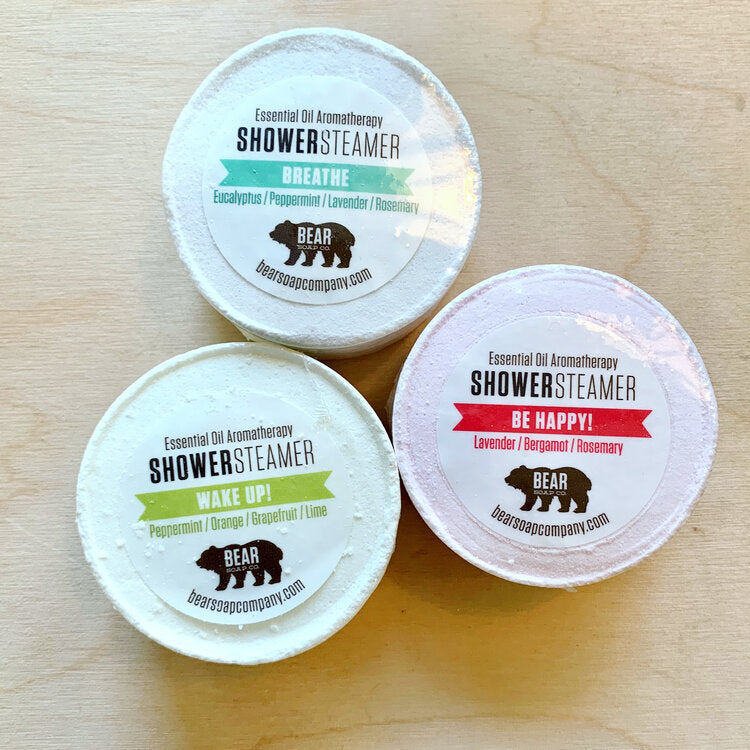 Essential Oil Aromatherapy
SHOWERSTEAMER
BREATHE
Eucalyptus / Peppermint / Lavender / Rosemary
BEAR
SOAP CO.
bearsoapcompany.com
Essential Oil Aromatherapy
SHOWERSTEAMER
BE HAPPY!
Lavender / Bergamot / Rosemary
BEAR
SOAP CO.
bearsoapcompany.com
Essential Oil Aromatherapy
SHOWERSTEAMER
WAKE UP!
Peppermint / Orange / Grapefruit / Lime
BEAR
SOAP CO.
bearsoapcompany.com